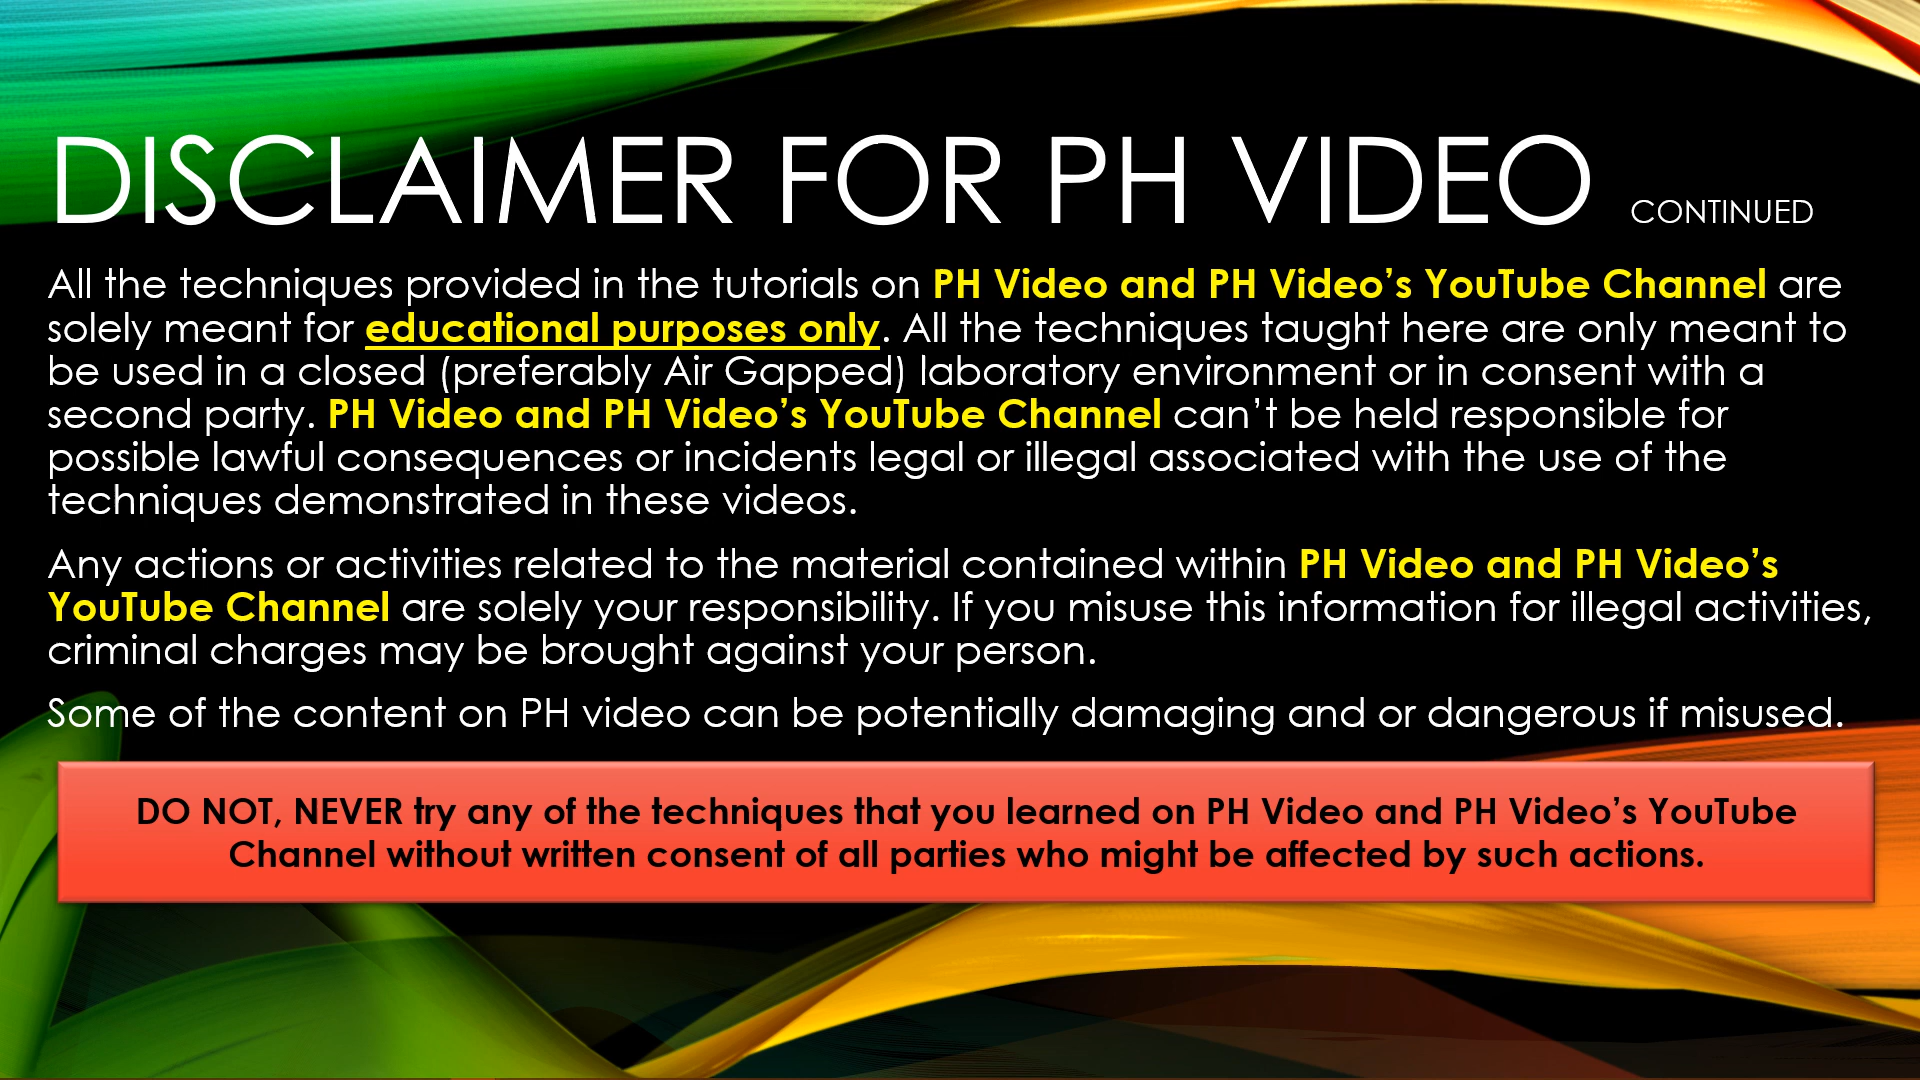 DISCLAIMER FOR PH VIDEO CONTINUED
All the techniques provided in the tutorials on PH Video and PH Video’s YouTube Channel are
solely meant for educational purposes only. All the techniques taught here are only meant to
be used in a closed (preferably Air Gapped) laboratory environment or in consent with a
second party. PH Video and PH Video’s YouTube Channel can’t be held responsible for
possible lawful consequences or incidents legal or illegal associated with the use of the
techniques demonstrated in these videos.
Any actions or activities related to the material contained within PH Video and PH Video’s
YouTube Channel are solely your responsibility. If you misuse this information for illegal activities,
criminal charges may be brought against your person.
Some of the content on PH video can be potentially damaging and or dangerous if misused.
DO NOT, NEVER try any of the techniques that you learned on PH Video and PH Video’s YouTube
Channel without written consent of all parties who might be affected by such actions.